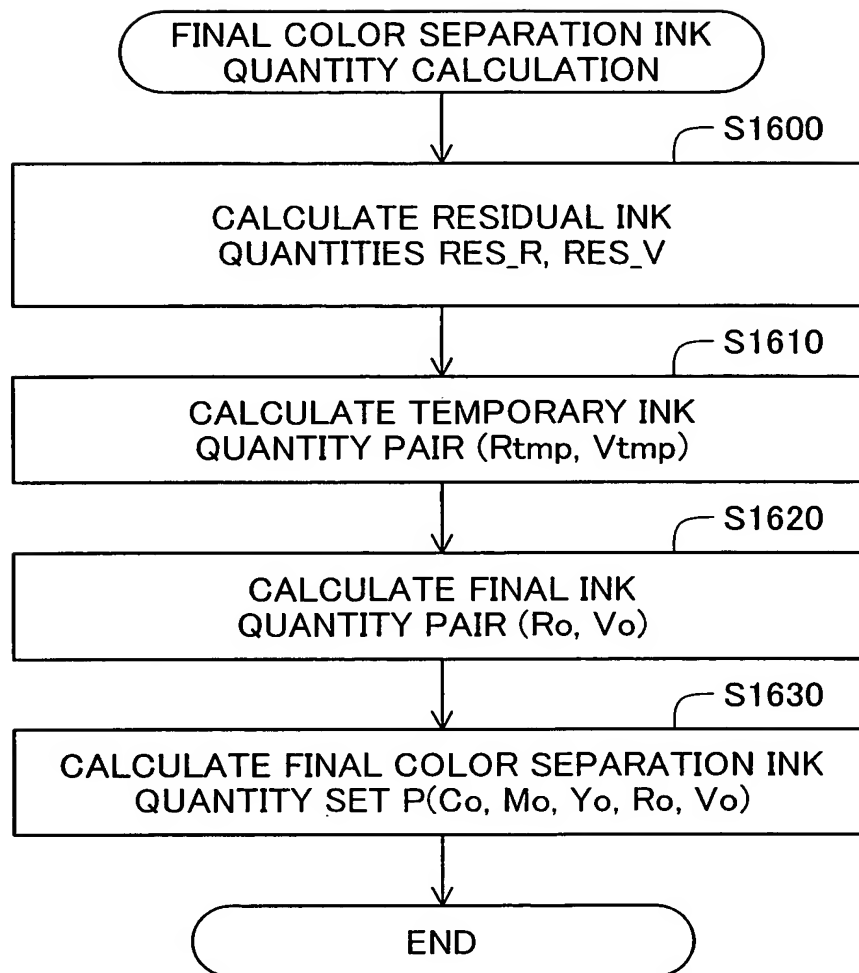 FINAL COLOR SEPARATION INK
QUANTITY CALCULATION
S1600
CALCULATE RESIDUAL INK
QUANTITIES RES_R, RES_V
S1610
CALCULATE TEMPORARY INK
QUANTITY PAIR (Rtmp, Vtmp)
S1620
CALCULATE FINAL INK
QUANTITY PAIR (Ro, Vo)
S1630
CALCULATE FINAL COLOR SEPARATION INK
QUANTITY SET P(Co, Mo, Yo, Ro, Vo)
END